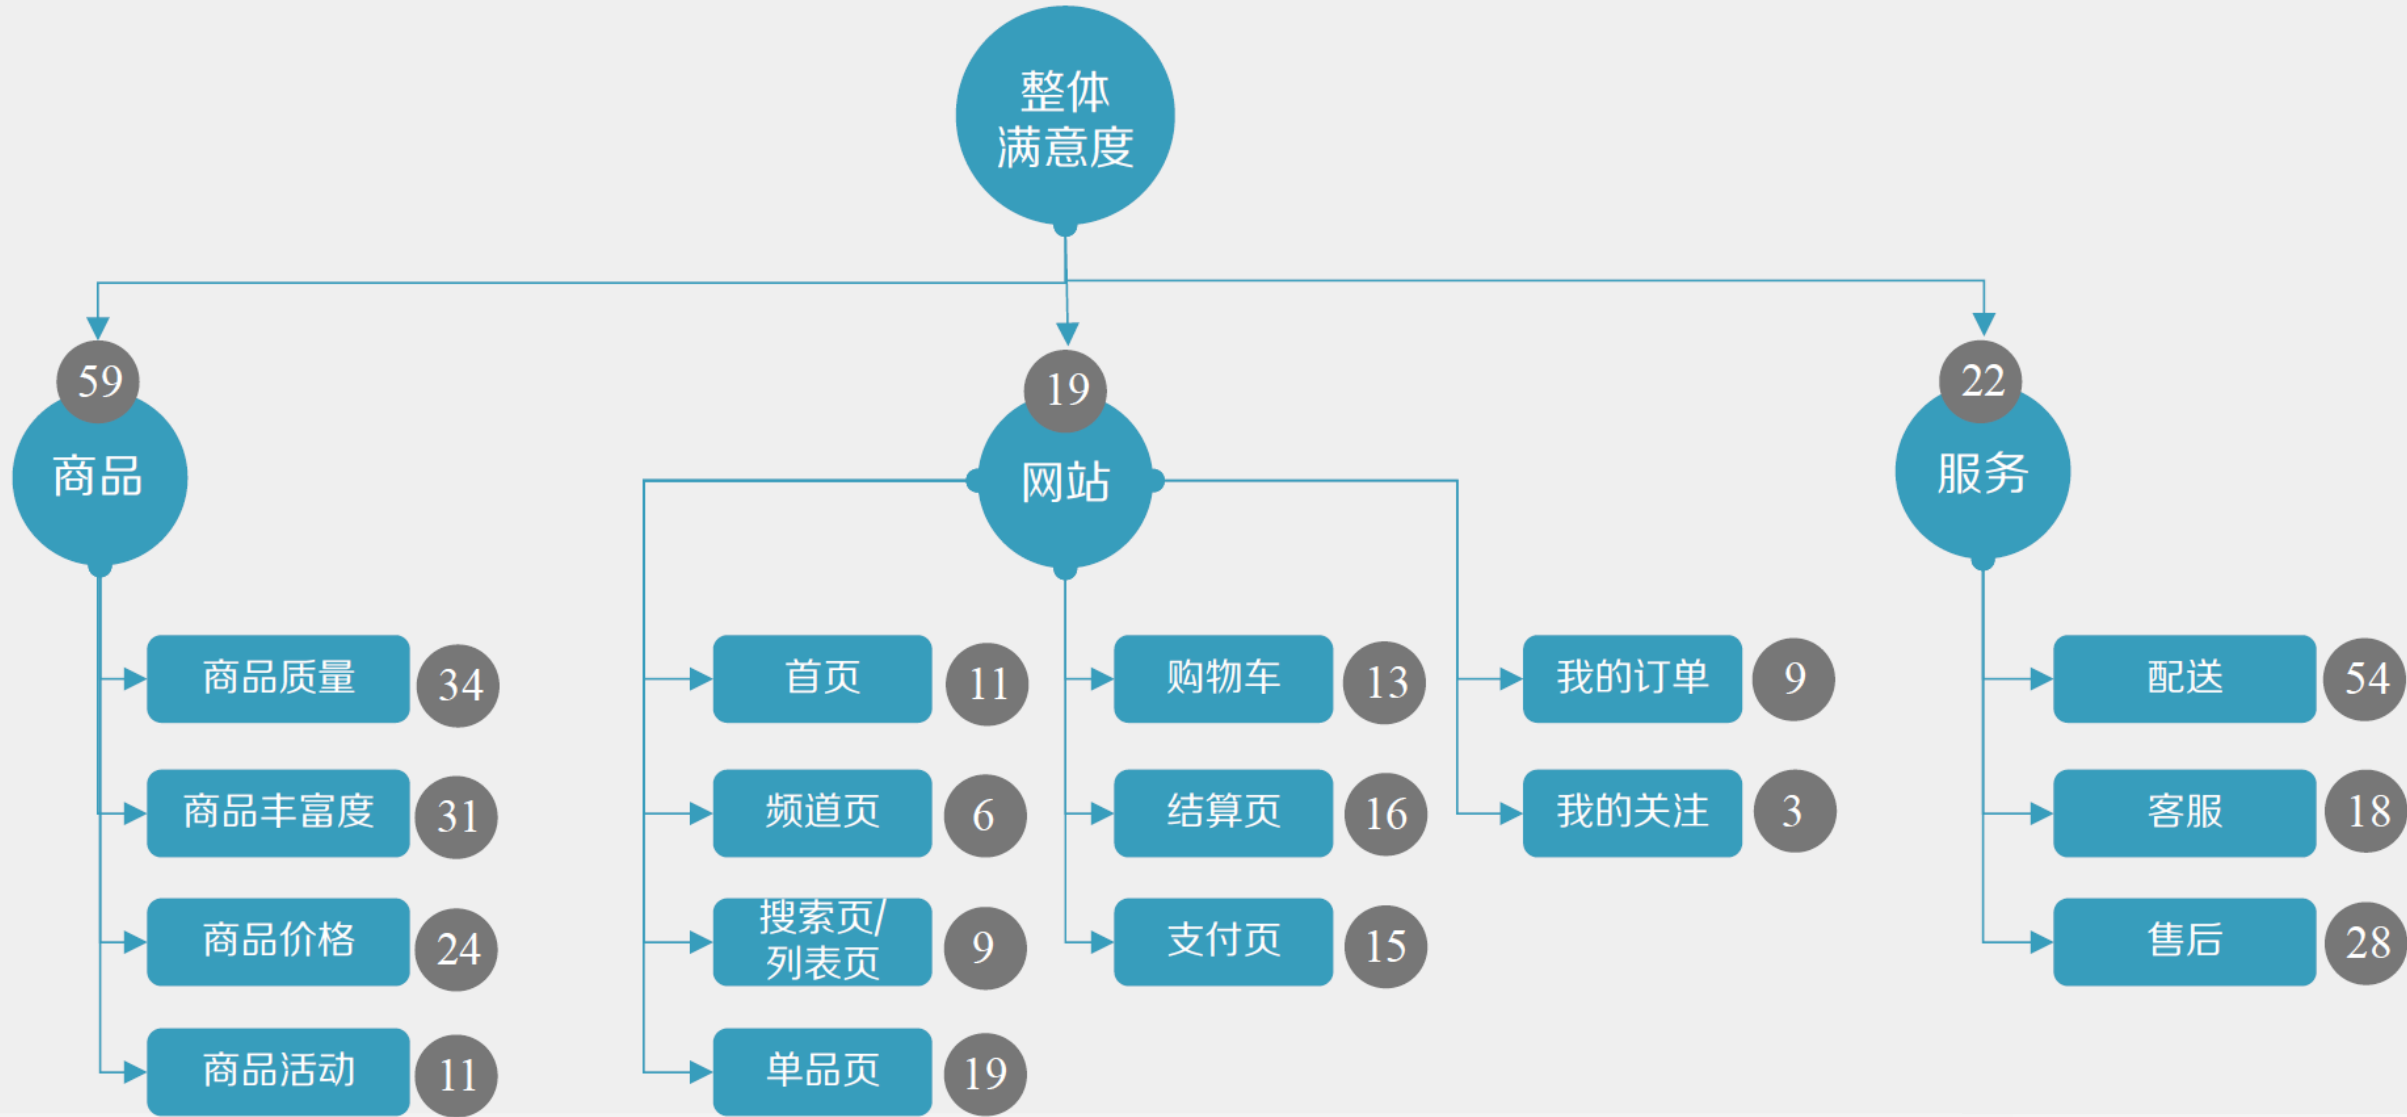 整体
满意度
59
商品
19
网站
22
服务
商品质量
34
商品丰富度
31
商品价格
24
商品活动
11
首页
11
频道页
6
搜索页/
列表页
9
单品页
19
购物车
13
结算页
16
支付页
15
我的订单
9
我的关注
3
配送
54
客服
18
售后
28